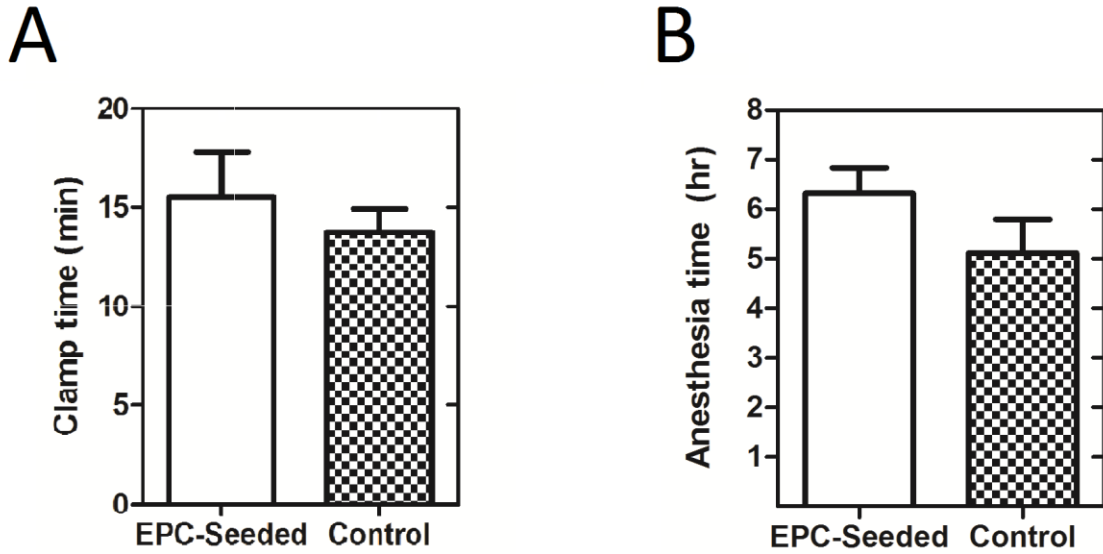 A
Clamp time (min)
20
15
10
5
0
EPC-Seeded Control
B
Anesthesia time (hr)
8
7
6
5
4
3
2
1
EPC-Seeded Control